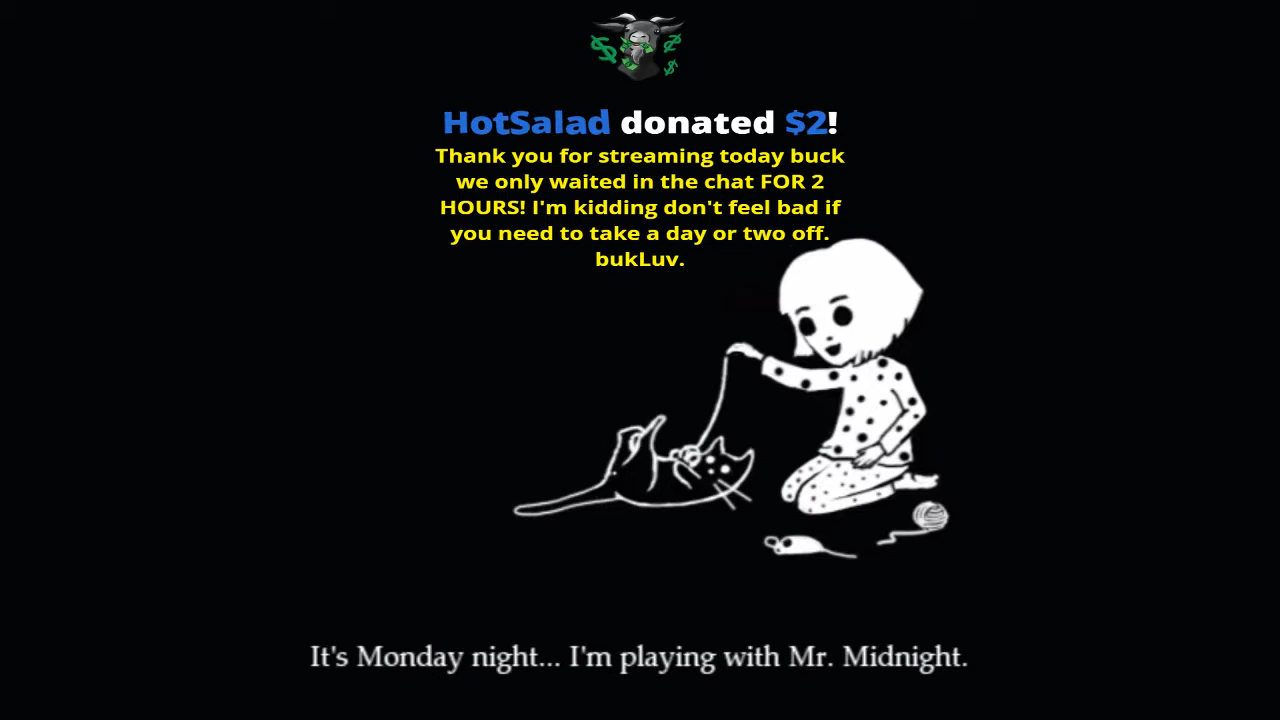 HotSalad donated $2!
Thank you for streaming today buck
we only waited in the chat FOR 2
HOURS! I'm kidding don't feel bad if
you need to take a day or two off.
bukLuv.
It's Monday night... I'm playing with Mr. Midnight.